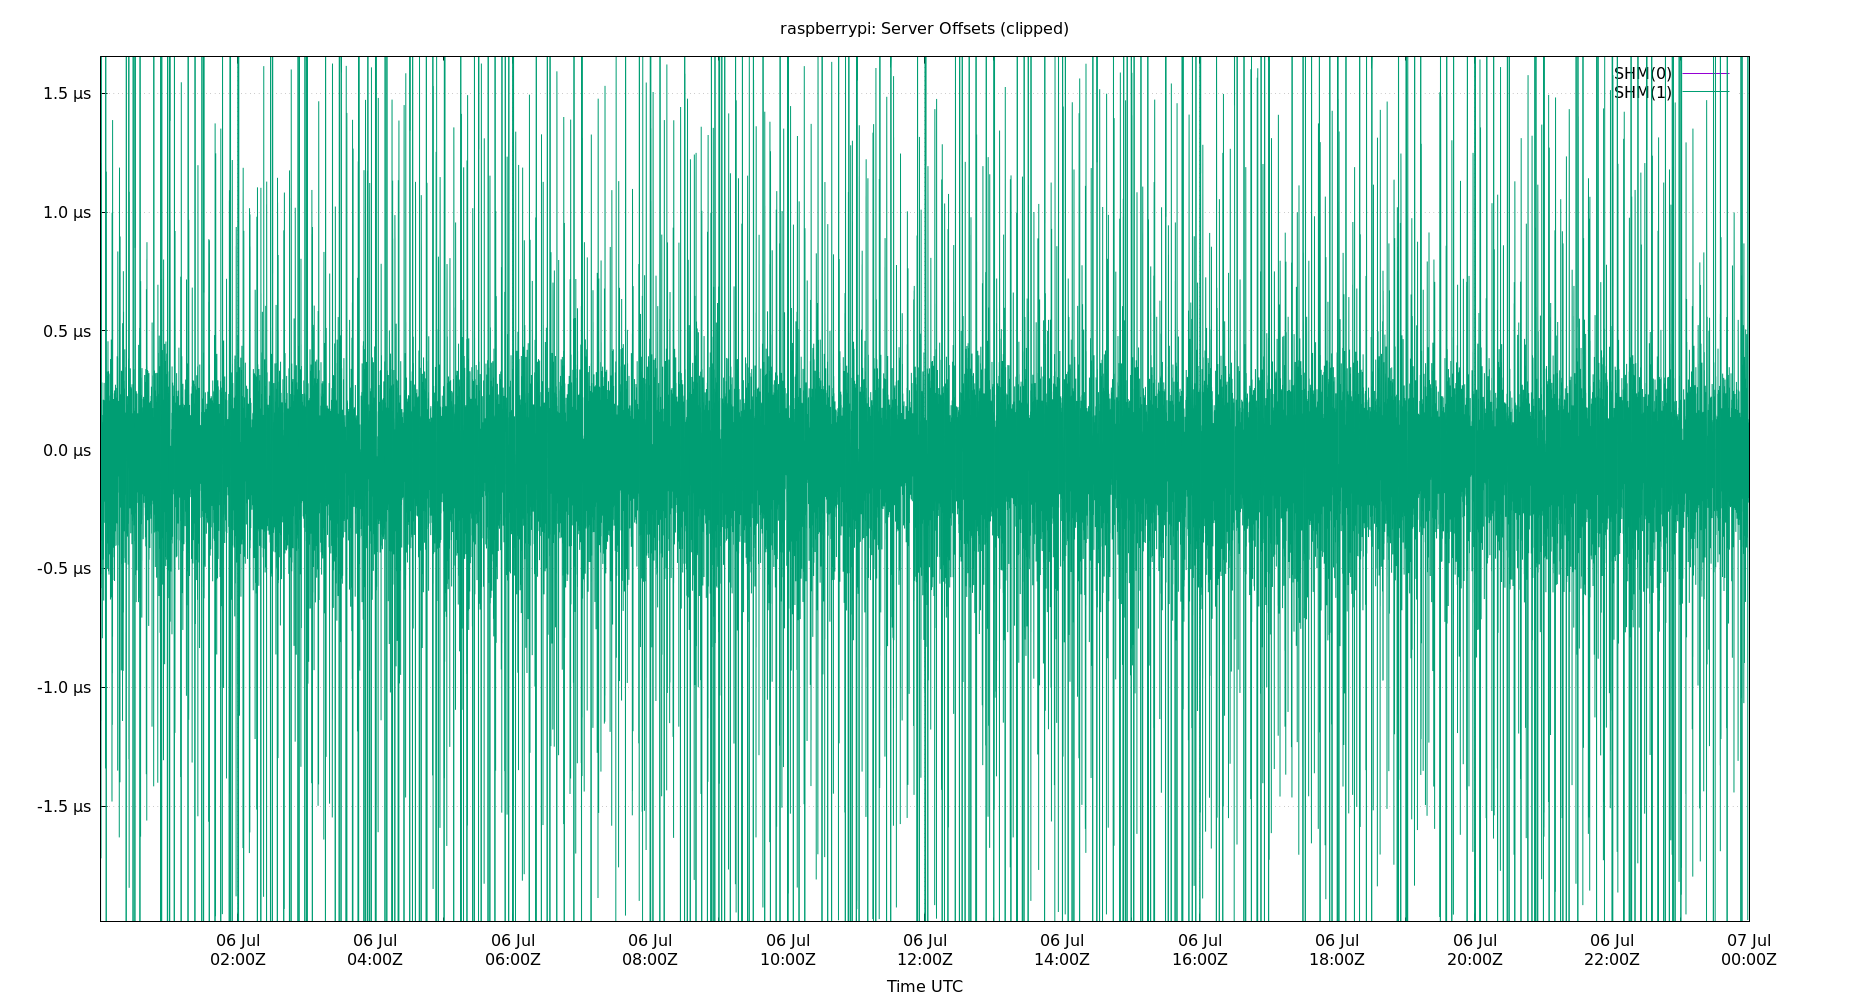 raspberrypi: Server Offsets (clipped)
SHM(0)
SHM(1)
1.5 µs
1.0 µs
0.5 µs
0.0 µs
-0.5 µs
-1.0 µs
-1.5 µs
06 Jul 06 Jul 06 Jul 06 Jul 06 Jul 06 Jul 06 Jul 06 Jul 06 Jul 06 Jul 06 Jul 07 Jul
02:00Z 04:00Z 06:00Z 08:00Z 10:00Z 12:00Z 14:00Z 16:00Z 18:00Z 20:00Z 22:00Z 00:00Z
Time UTC